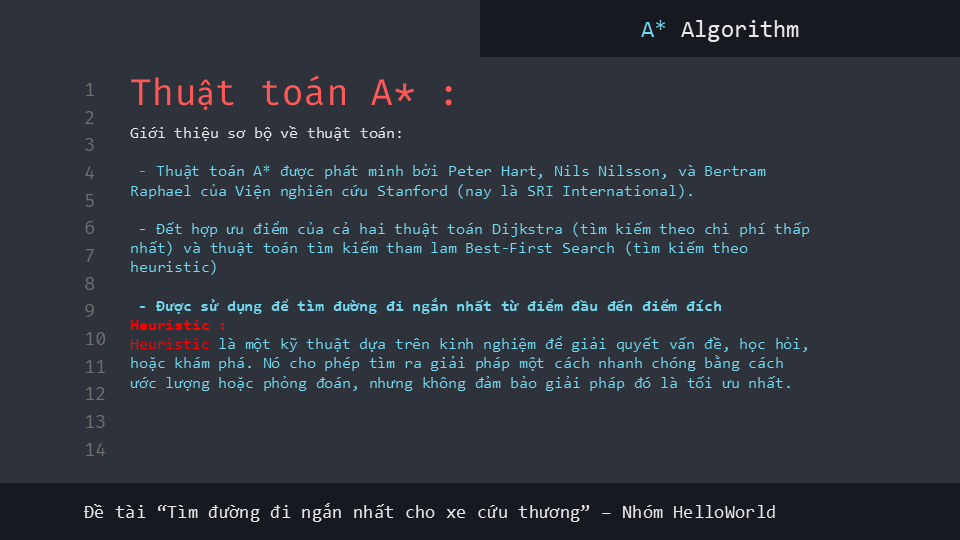 A* Algorithm
1
2
3
4
5
6
7
8
9
10
11
12
13
14
Thuật toán A* :
Giới thiệu sơ bộ về thuật toán:
- Thuật toán A* được phát minh bởi Peter Hart, Nils Nilsson, và Bertram
Raphael của Viện nghiên cứu Stanford (nay là SRI International).
- Đết hợp ưu điểm của cả hai thuật toán Dijkstra (tìm kiếm theo chi phí thấp
nhất) và thuật toán tìm kiếm tham lam Best-First Search (tìm kiếm theo
heuristic)
- Được sử dụng để tìm đường đi ngắn nhất từ điểm đầu đến điểm đích
Heuristic :
Heuristic là một kỹ thuật dựa trên kinh nghiệm để giải quyết vấn đề, học hỏi,
hoặc khám phá. Nó cho phép tìm ra giải pháp một cách nhanh chóng bằng cách
ước lượng hoặc phỏng đoán, nhưng không đảm bảo giải pháp đó là tối ưu nhất.
Đề tài “Tìm đường đi ngắn nhất cho xe cứu thương” – Nhóm HelloWorld